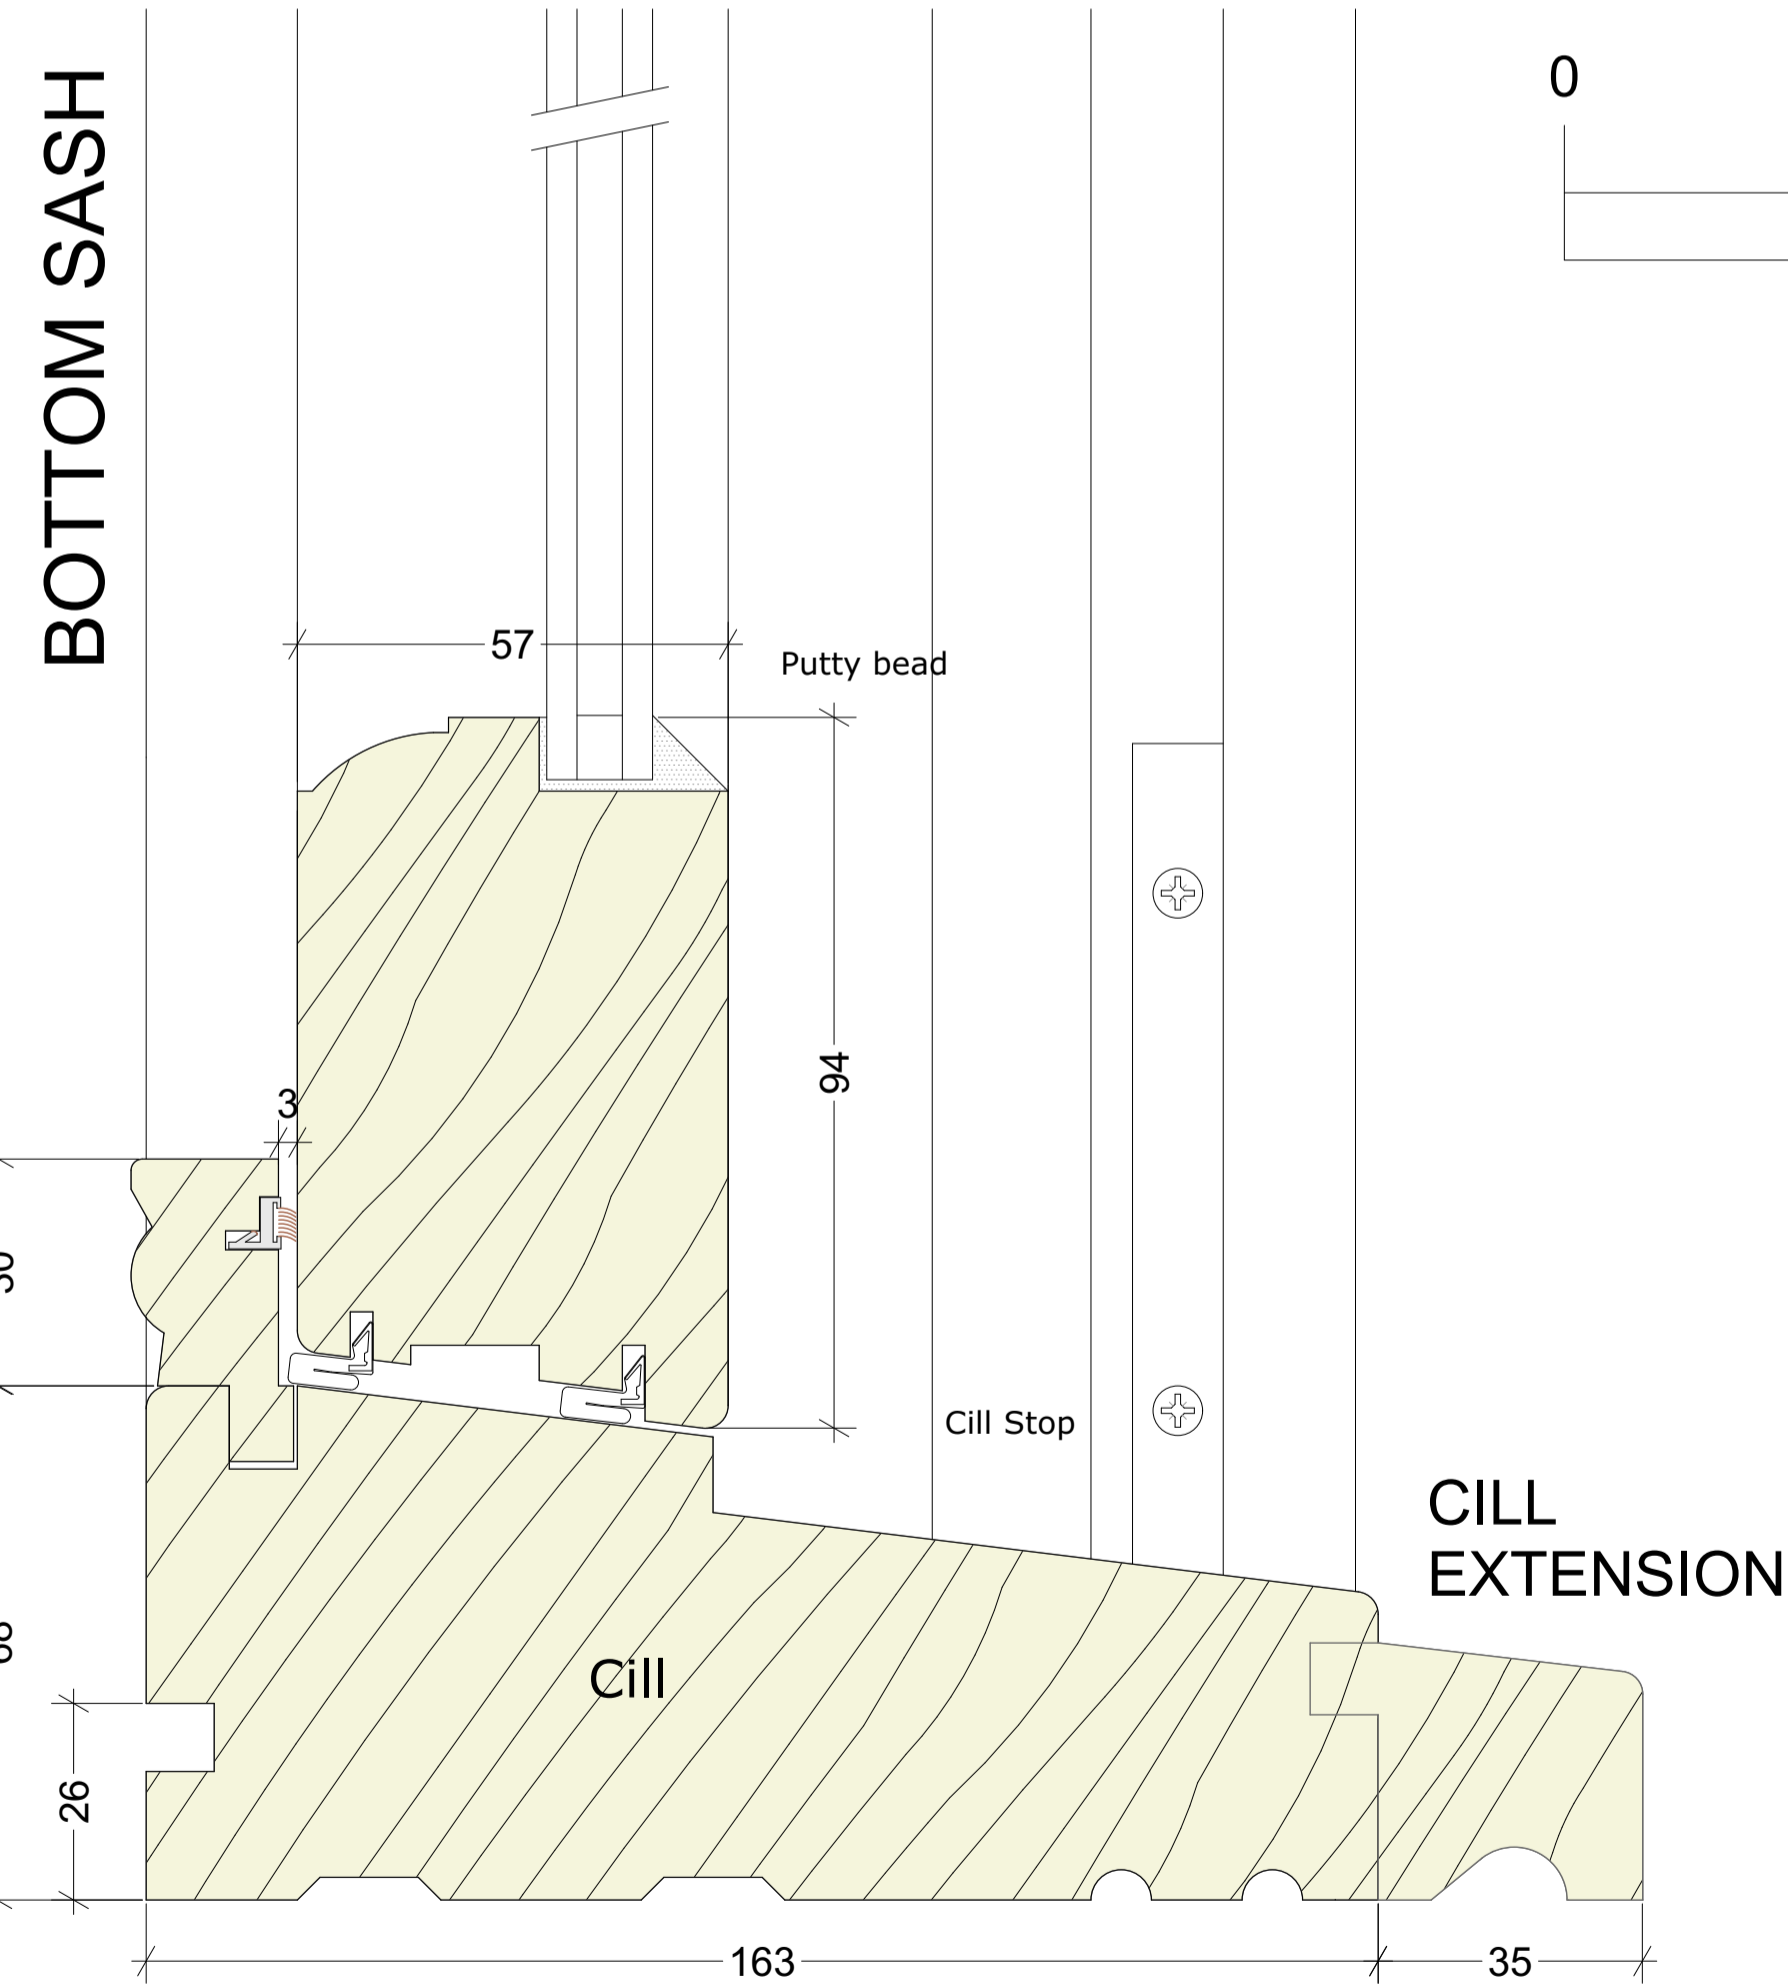 BOTTOM SASH
0
57
Putty bead
94
3
Cill Stop
CILL
EXTENSION
Cill
26
163
35